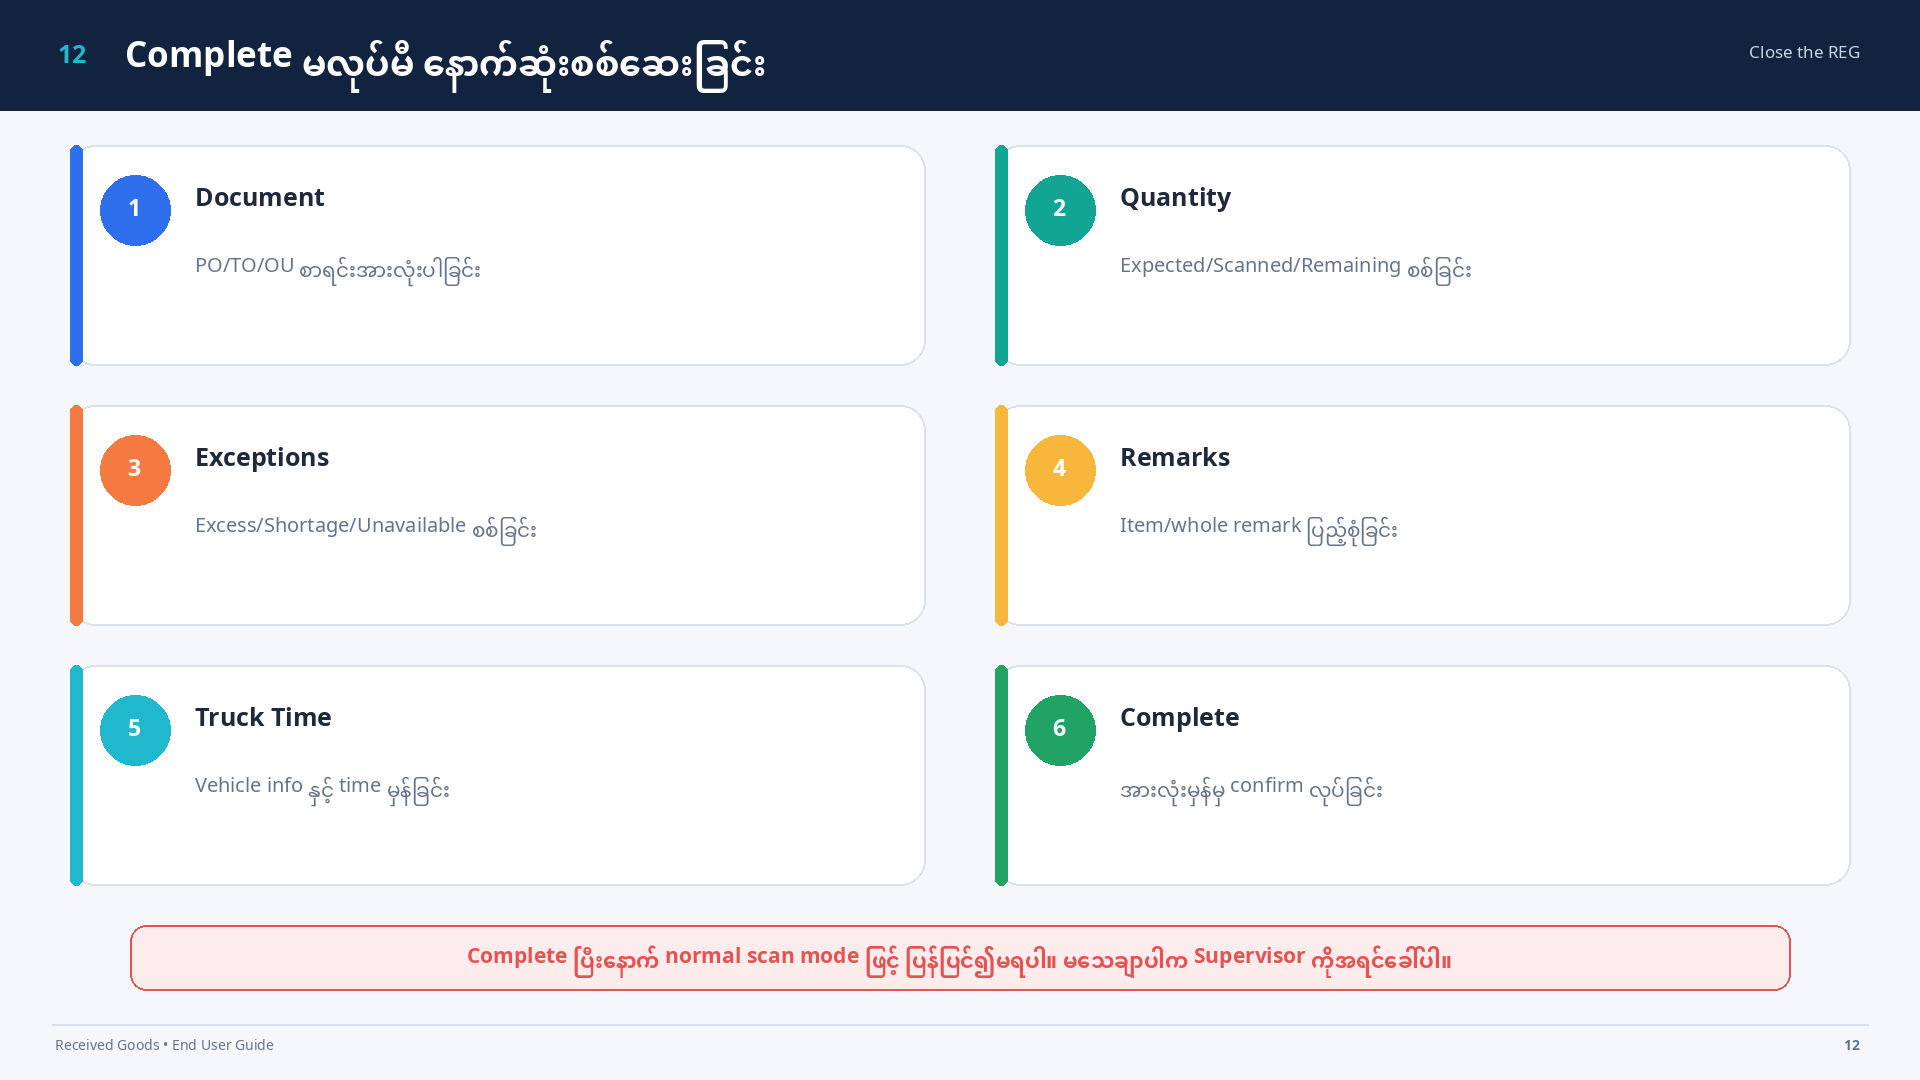 12
Complete မလုပ်မီ နောက်ဆုံးစစ်ဆေးခြင်း
Close the REG
1
Document
PO/TO/OU စာရင်းအားလုံးပါခြင်း
2
Quantity
Expected/Scanned/Remaining စစ်ခြင်း
3
Exceptions
Excess/Shortage/Unavailable စစ်ခြင်း
4
Remarks
Item/whole remark ပြည့်စုံခြင်း
5
Truck Time
Vehicle info နှင့် time မှန်ခြင်း
6
Complete
အားလုံးမှန်မှ confirm လုပ်ခြင်း
Complete ပြီးနောက် normal scan mode ဖြင့် ပြန်ပြင်၍မရပါ။ မသေချာပါက Supervisor ကိုအရင်ခေါ်ပါ။
Received Goods • End User Guide
12